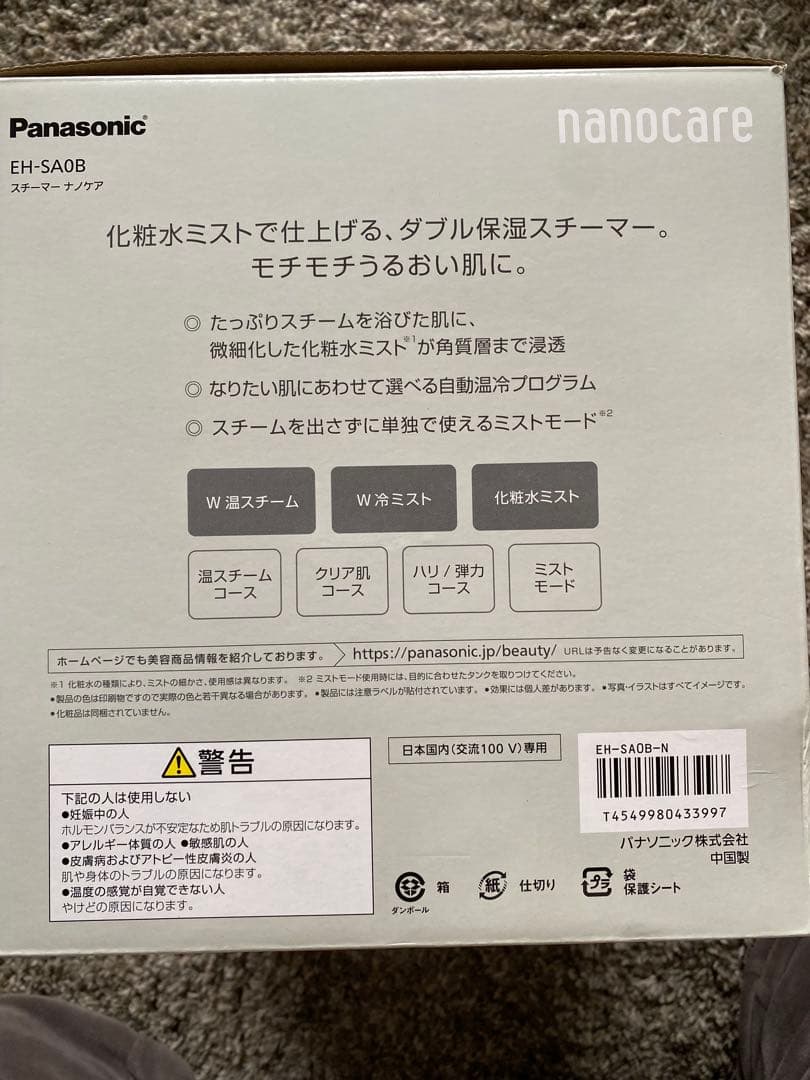 Panasonic
nanocare
EH-SA0B
スチーマー ナノケア
化粧水ミストで仕上げる、ダブル保湿スチーマー。
モチモチうるおい肌に。
◎ たっぷりスチームを浴びた肌に、
微細化した化粧水ミスト※1が角質層まで浸透
◎ なりたい肌にあわせて選べる自動温冷プログラム
◎ スチームを出さずに単独で使えるミストモード※2
W 温スチーム
W 冷ミスト
化粧水ミスト
温スチーム
コース
クリア肌
コース
ハリ / 弾力
コース
ミスト
モード
ホームページでも美容商品情報を紹介しております。 https://panasonic.jp/beauty/ URLは予告なく変更になることがあります。
※1 化粧水の種類により、ミストの細かさ、使用感は異なります。 ※2 ミストモード使用時には、目的に合わせたタンクを取りつけてください。
●製品の色は印刷物ですので実際の色と若干異なる場合があります。●製品には注意ラベルが貼付されています。●効果には個人差があります。●写真・イラストはすべてイメージです。
●化粧品は同梱されていません。
警告
下記の人は使用しない
●妊娠中の人
ホルモンバランスが不安定なため肌トラブルの原因になります。
●アレルギー体質の人 ●敏感肌の人
●皮膚病およびアトピー性皮膚炎の人
肌や身体のトラブルの原因になります。
●温度の感覚が自覚できない人
やけどの原因になります。
日本国内(交流100 V)専用
EH-SA0B-N
T4549980433997
パナソニック株式会社
中国製
ダンボール
箱
紙
仕切り
プラ
袋
保護シート